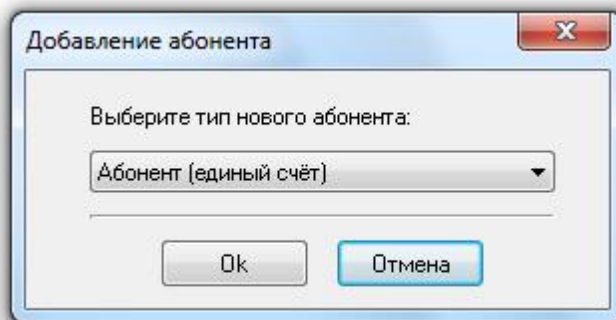 Добавление абонента
Выберите тип нового абонента:
Абонент (единый счёт)
Ok Отмена